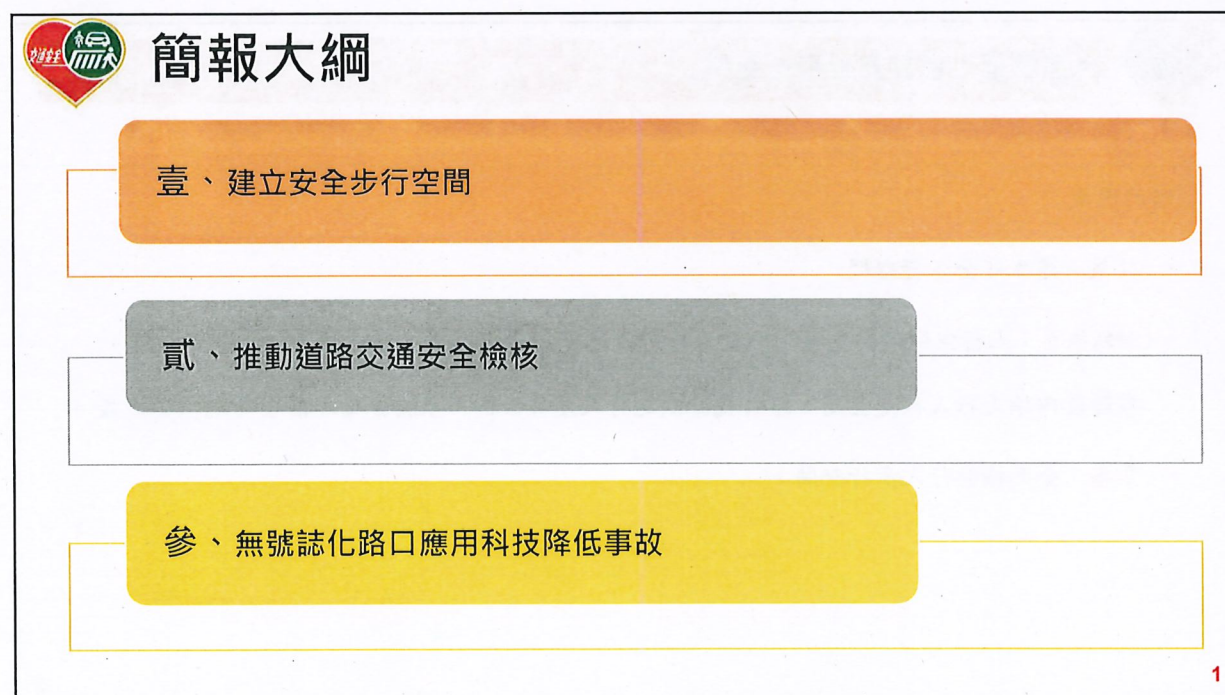 簡報大綱
壹、建立安全步行空間
貳、推動道路交通安全檢核
參、無號誌化路口應用科技降低事故
1